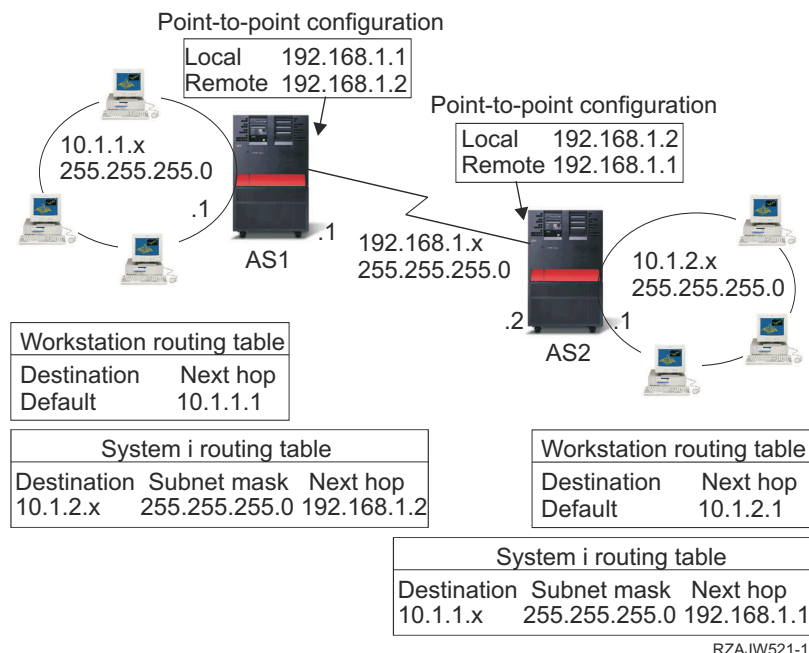 Point-to-point configuration
Local 192.168.1.1
Remote 192.168.1.2
Point-to-point configuration
Local 192.168.1.2
Remote 192.168.1.1
10.1.1.x
255.255.255.0
.1
.1
AS1
192.168.1.x
255.255.255.0
10.1.2.x
255.255.255.0
.2
.1
AS2
Workstation routing table
Destination Next hop
Default 10.1.1.1
System i routing table
Destination Subnet mask Next hop
10.1.2.x 255.255.255.0 192.168.1.2
Workstation routing table
Destination Next hop
Default 10.1.2.1
System i routing table
Destination Subnet mask Next hop
10.1.1.x 255.255.255.0 192.168.1.1
RZAJW521-1